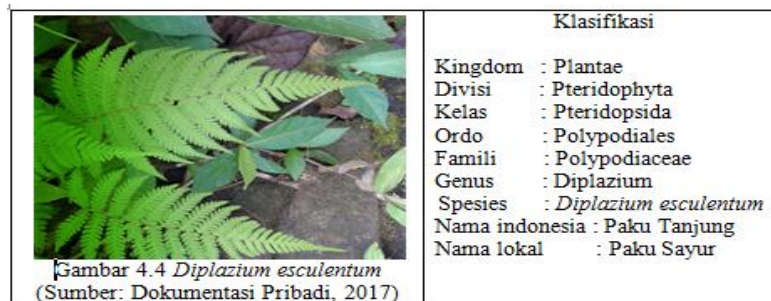 Gambar 4.4 Diplazium esculentum
(Sumber: Dokumentasi Pribadi, 2017)
Klasifikasi
Kingdom : Plantae
Divisi : Pteridophyta
Kelas : Pteridopsida
Ordo : Polypodiales
Famili : Polypodiaceae
Genus : Diplazium
Spesies : Diplazium esculentum
Nama indonesia : Paku Tanjung
Nama lokal : Paku Sayur